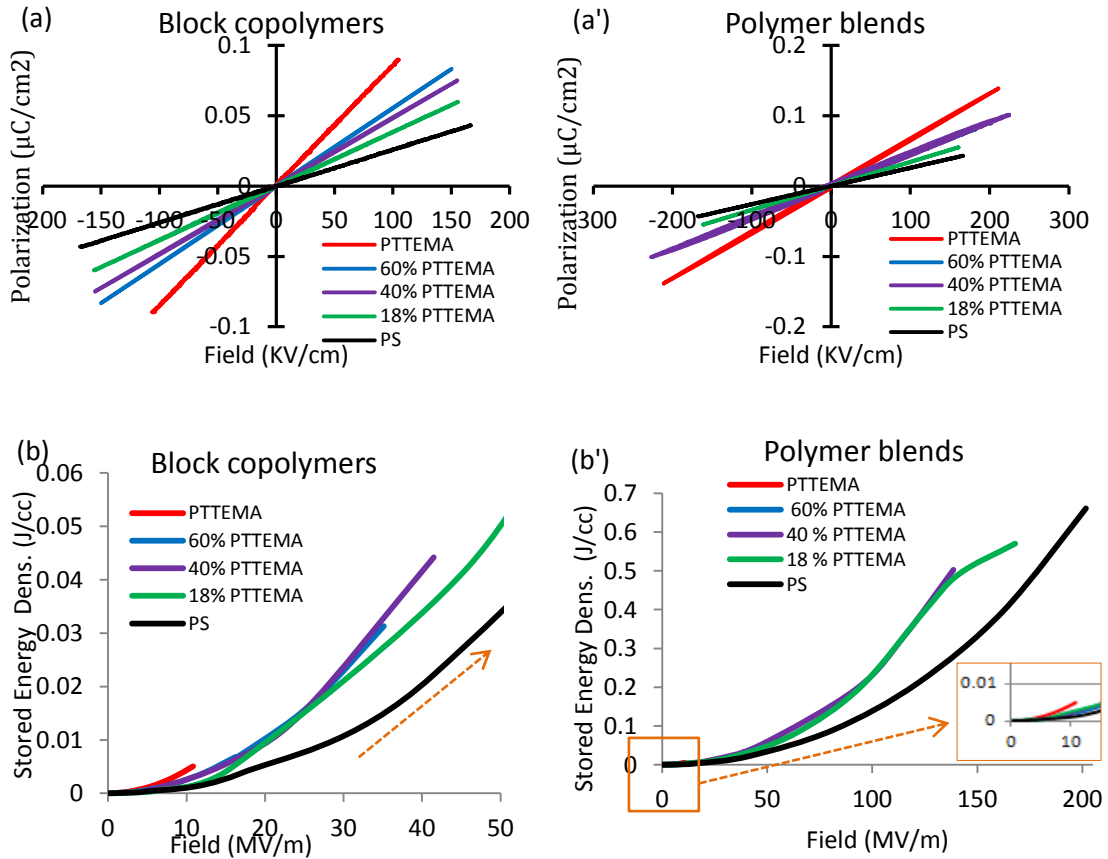 (a)
Block copolymers
0.1
0.05
0
-200 -150 -100 -50 0 50 100 150 200
-0.05
-0.1
Polarization (µC/cm2)
Field (KV/cm)
PTTEMA
60% PTTEMA
40% PTTEMA
18% PTTEMA
PS
(a')
Polymer blends
0.2
0.1
0
-300 -200 -100 0 100 200 300
-0.1
-0.2
Polarization (µC/cm2)
Field (KV/cm)
PTTEMA
60% PTTEMA
40% PTTEMA
18% PTTEMA
PS
(b)
Block copolymers
0.06
0.05
0.04
0.03
0.02
0.01
0
0 10 20 30 40 50
Stored Energy Dens. (J/cc)
Field (MV/m)
PTTEMA
60% PTTEMA
40% PTTEMA
18% PTTEMA
PS
(b')
Polymer blends
0.7
0.6
0.5
0.4
0.3
0.2
0.1
0
0 50 100 150 200
Stored Energy Dens. (J/cc)
Field (MV/m)
PTTEMA
60% PTTEMA
40 % PTTEMA
18 % PTTEMA
PS
0.01
0
0 10